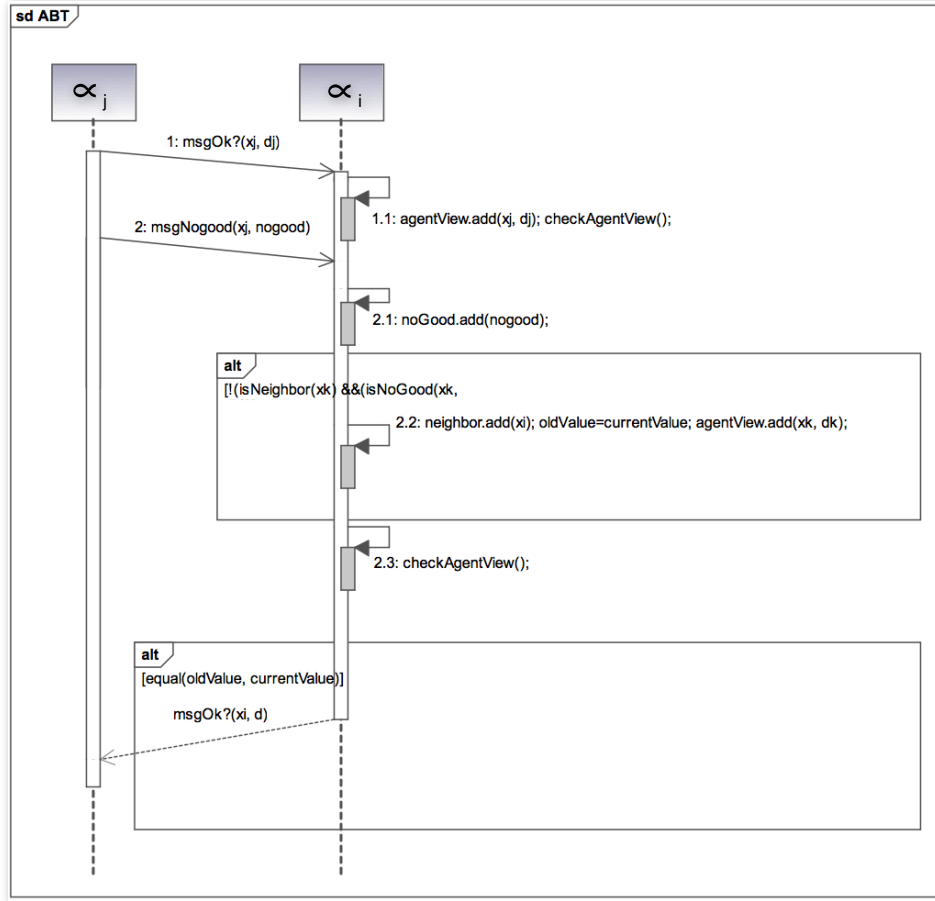 sd ABT
∝ j
∝ i
1: msgOk?(xj, dj)
1.1: agentView.add(xj, dj); checkAgentView();
2: msgNogood(xj, nogood)
2.1: noGood.add(nogood);
alt
[!(isNeighbor(xk) &&(isNoGood(xk,
2.2: neighbor.add(xi); oldValue=currentValue; agentView.add(xk, dk);
2.3: checkAgentView();
alt
[equal(oldValue, currentValue)]
msgOk?(xi, d)